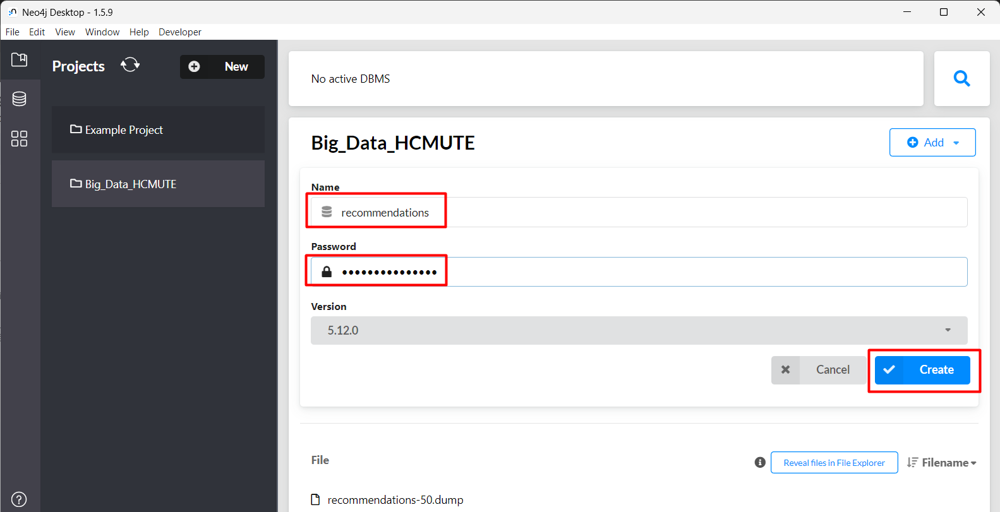 Neo4j Desktop - 1.5.9
File Edit View Window Help Developer
Projects
New
Example Project
Big_Data_HCMUTE
No active DBMS
Big_Data_HCMUTE
Add
Name
recommendations
Password
•••••••••••••••
Version
5.12.0
Cancel
Create
File
Reveal files in File Explorer
Filename
recommendations-50.dump